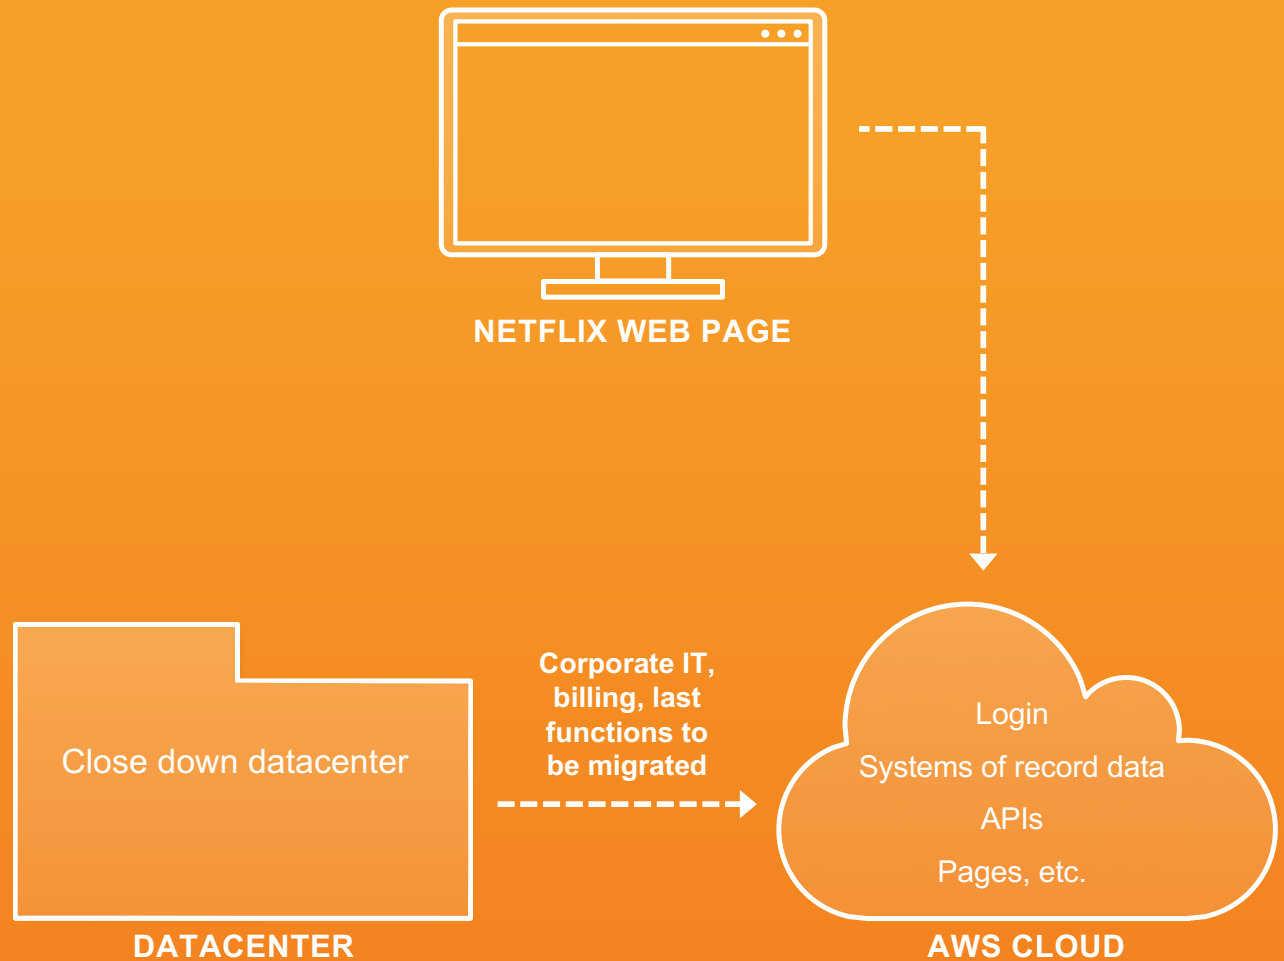 NETFLIX WEB PAGE
Close down datacenter
DATACENTER
Corporate IT,
billing, last
functions to
be migrated
Login
Systems of record data
APIs
Pages, etc.
AWS CLOUD